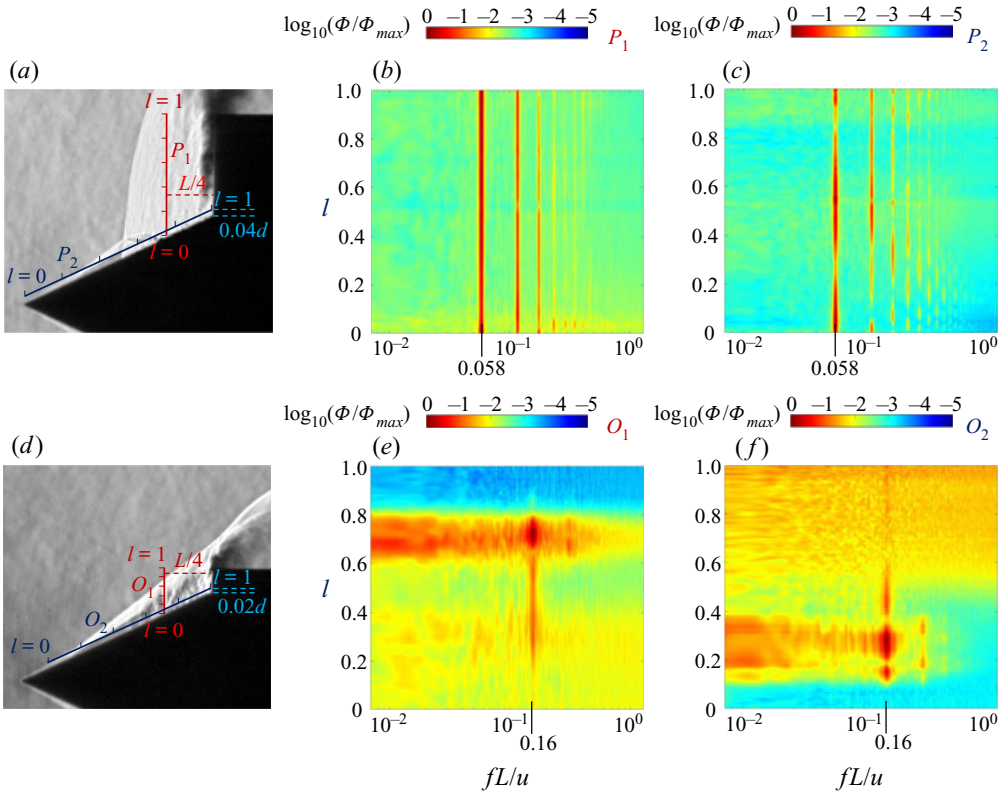 log10(Φ/Φmax) 0 −1 −2 −3 −4 −5 P1
log10(Φ/Φmax) 0 −1 −2 −3 −4 −5 P2
(a)
l = 1
P1
L/4
l = 1
0.04d
l = 0
P2
l = 0
(b)
1.0
0.8
0.6
l
0.4
0.2
0
10−2 10−1 100
0.058
(c)
1.0
0.8
0.6
0.4
0.2
0
10−2 10−1 100
0.058
log10(Φ/Φmax) 0 −1 −2 −3 −4 −5 O1
log10(Φ/Φmax) 0 −1 −2 −3 −4 −5 O2
(d)
l = 1
L/4
O1
l = 1
0.02d
l = 0
O2
l = 0
(e)
1.0
0.8
0.6
l
0.4
0.2
0
10−2 10−1 100
0.16
fL/u
(f)
1.0
0.8
0.6
0.4
0.2
0
10−2 10−1 100
0.16
fL/u